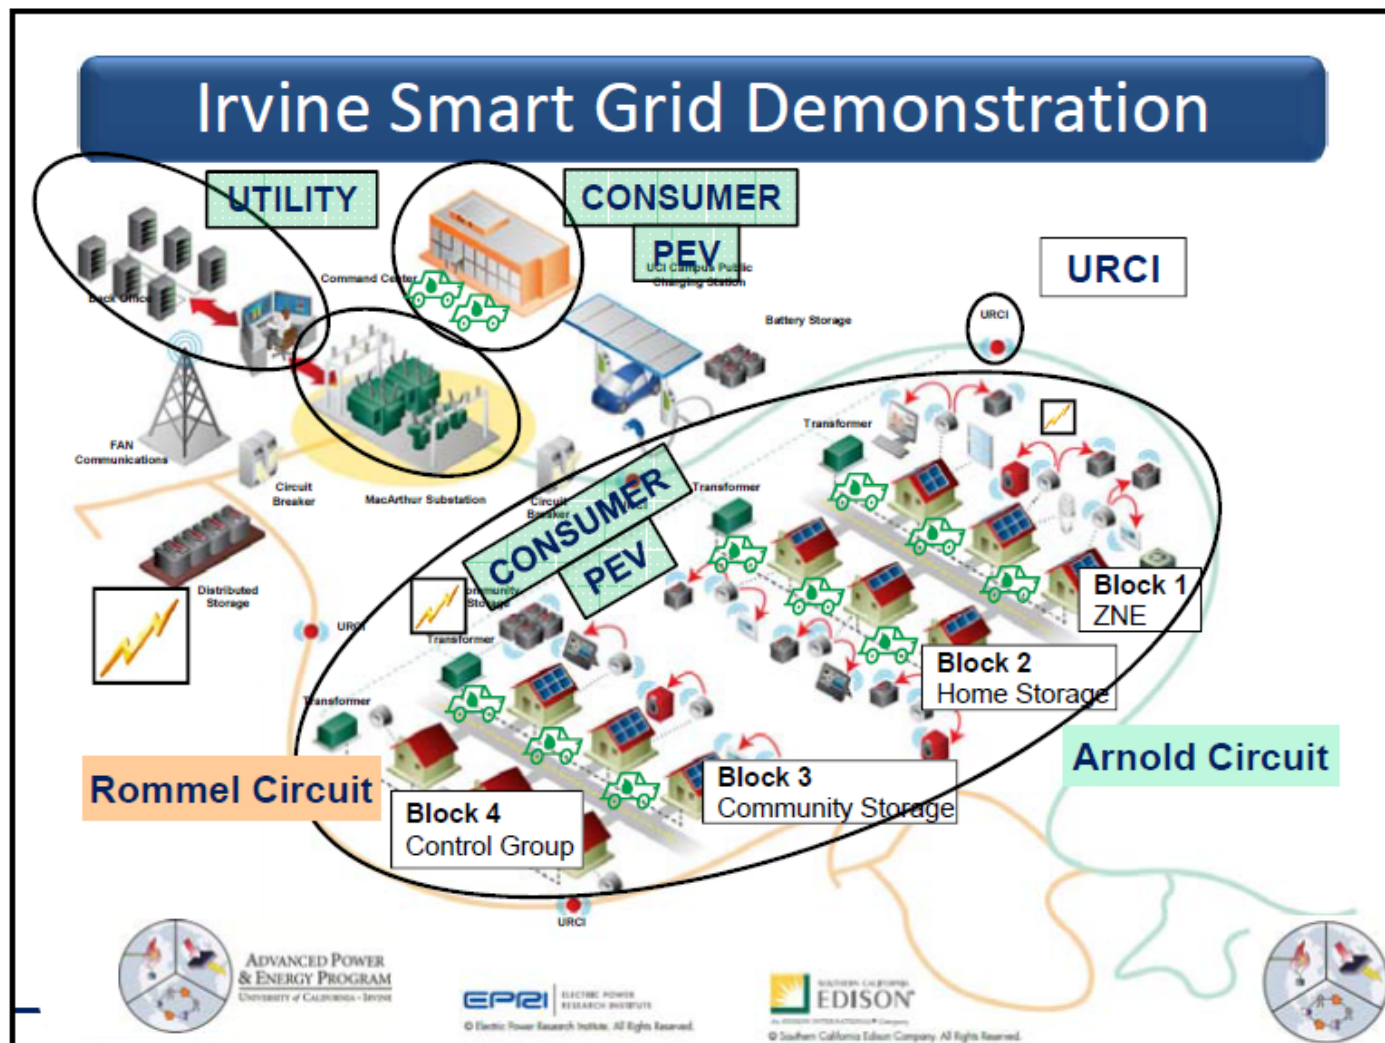 Irvine Smart Grid Demonstration
UTILITY
CONSUMER
PEV
URCI
Command Center
UCI Campus Public
Charging Station
Back Office
Battery Storage
URCI
FAN
Communications
Circuit
Breaker
MacArthur Substation
Circuit
Breaker
Transformer
Transformer
CONSUMER
PEV
Distributed
Storage
URCI
Transformer
Transformer
Block 1
ZNE
Block 2
Home Storage
Block 3
Community Storage
Block 4
Control Group
Rommel Circuit
Arnold Circuit
URCI
ADVANCED POWER
& ENERGY PROGRAM
UNIVERSITY of CALIFORNIA · IRVINE
EPRI
ELECTRIC POWER
RESEARCH INSTITUTE
© Electric Power Research Institute. All Rights Reserved.
SOUTHERN CALIFORNIA
EDISON®
An EDISON INTERNATIONAL® Company
© Southern California Edison Company. All Rights Reserved.